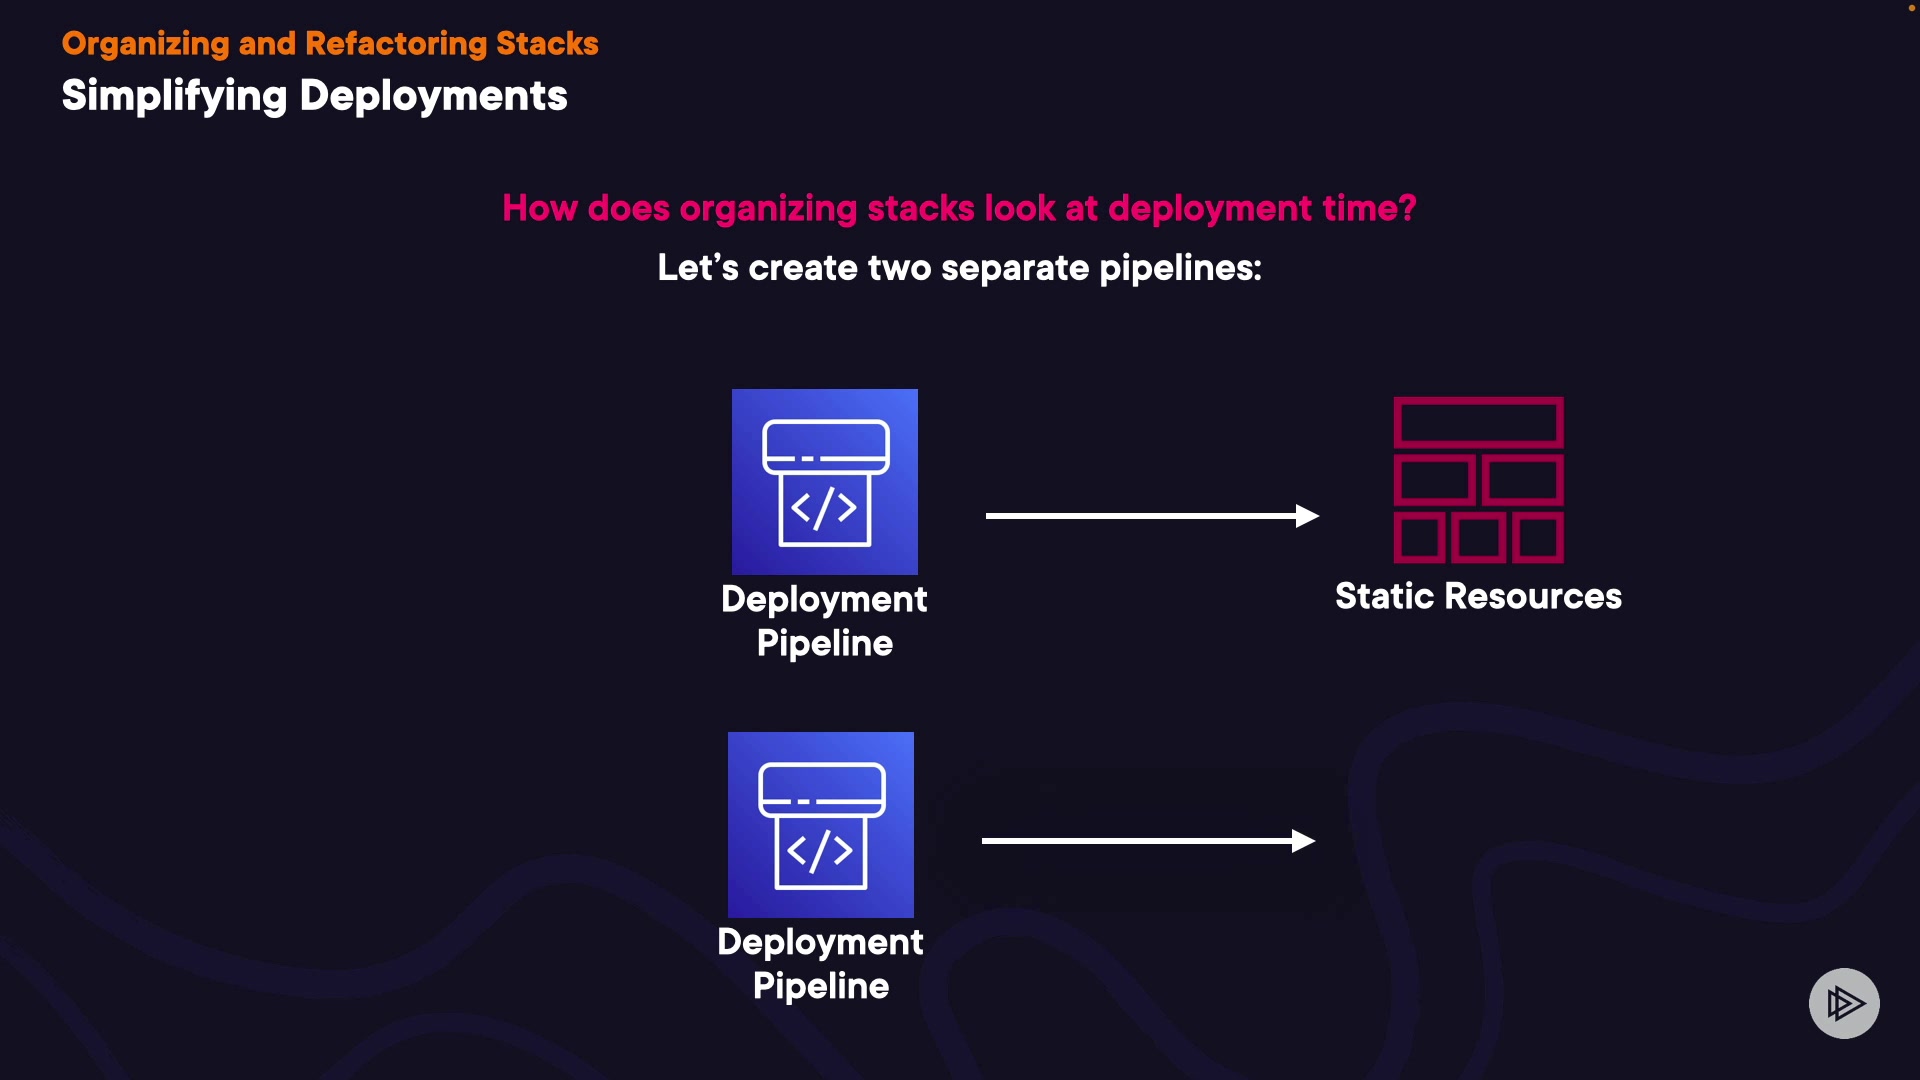 Organizing and Refactoring Stacks
Simplifying Deployments
How does organizing stacks look at deployment time?
Let’s create two separate pipelines:
</>
Deployment
Pipeline
Static Resources
</>
Deployment
Pipeline